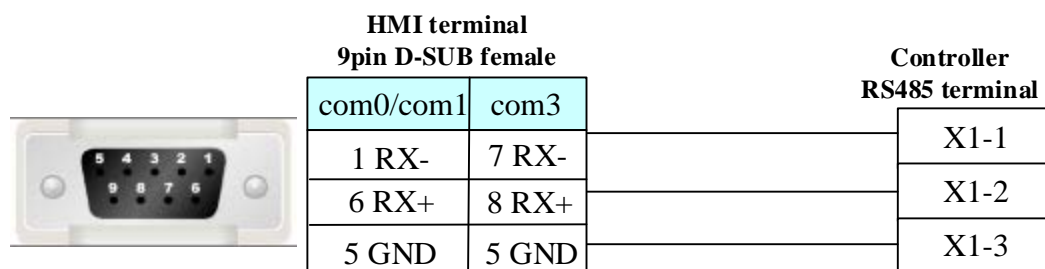 HMI terminal
9pin D-SUB female
Controller
RS485 terminal
com0/com1 com3
1 RX- 7 RX- X1-1
6 RX+ 8 RX+ X1-2
5 GND 5 GND X1-3
5 4 3 2 1
9 8 7 6